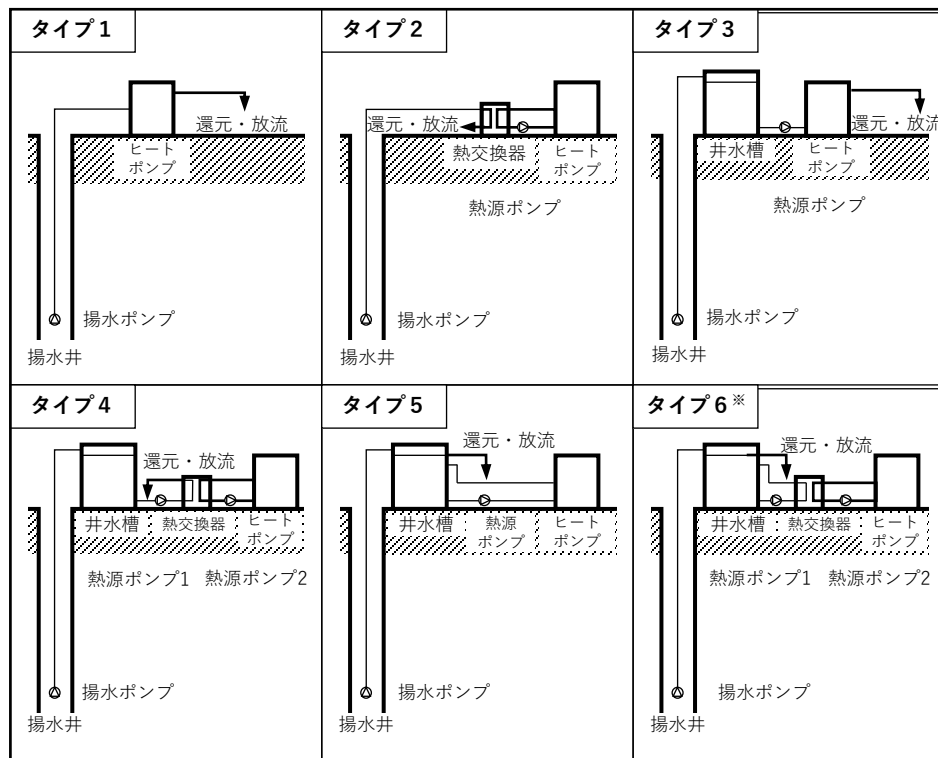 タイプ1
還元・放流
ヒート
ポンプ
揚水ポンプ
揚水井
タイプ2
還元・放流
熱交換器
ヒート
ポンプ
熱源ポンプ
揚水ポンプ
揚水井
タイプ3
還元・放流
井水槽
ヒート
ポンプ
熱源ポンプ
揚水ポンプ
揚水井
タイプ4
還元・放流
井水槽
熱交換器
ヒート
ポンプ
熱源ポンプ1
熱源ポンプ2
揚水ポンプ
揚水井
タイプ5
還元・放流
井水槽
熱源
ポンプ
ヒート
ポンプ
揚水ポンプ
揚水井
タイプ6※
還元・放流
井水槽
熱交換器
ヒート
ポンプ
熱源ポンプ1
熱源ポンプ2
揚水ポンプ
揚水井